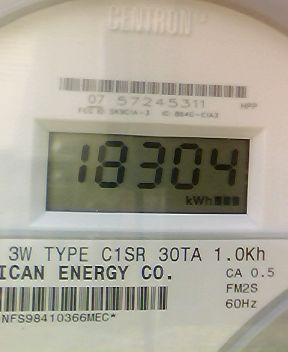 CENTRON
07 57245311 HPP
18304
kWh
3W TYPE C1SR 30TA 1.0Kh
ICAN ENERGY CO. CA 0.5
FM2S
60Hz
NFS98410366MEC*